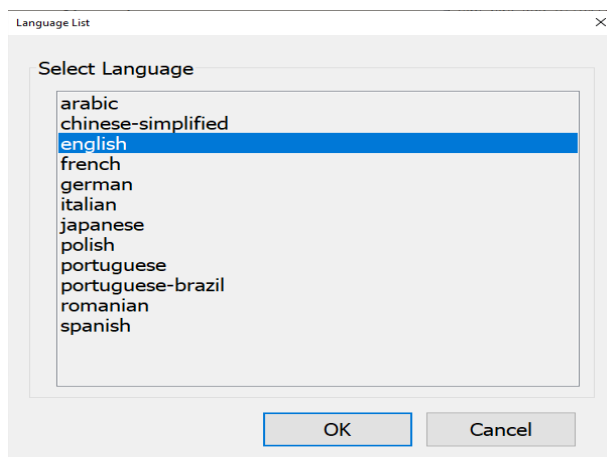 Language List
Select Language
arabic
chinese-simplified
english
french
german
italian
japanese
polish
portuguese
portuguese-brazil
romanian
spanish
OK Cancel